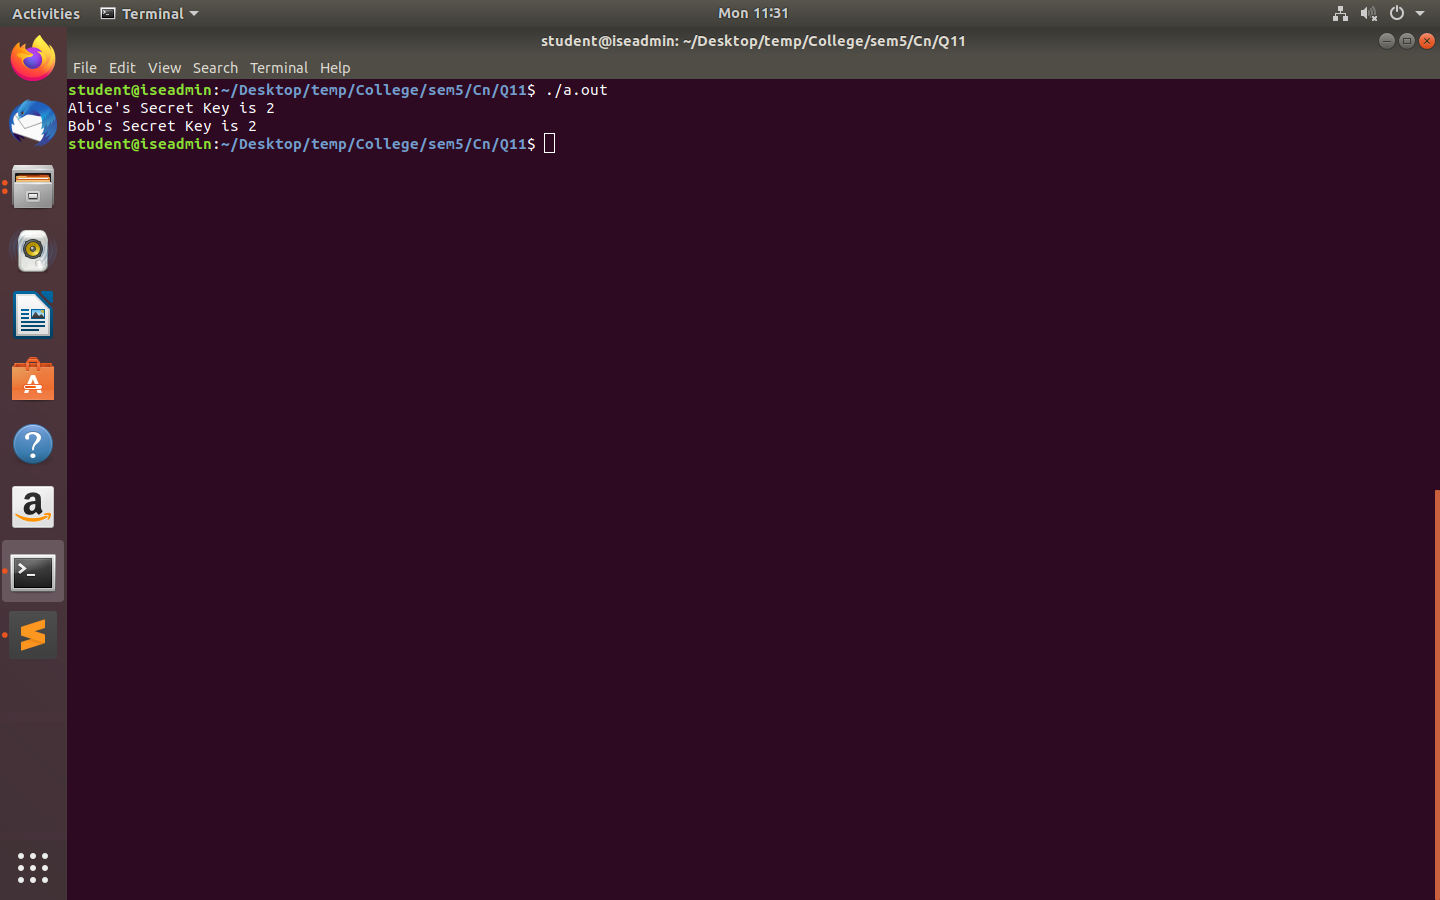 Activities Terminal Mon 11:31
student@iseadmin: ~/Desktop/temp/College/sem5/Cn/Q11
File Edit View Search Terminal Help
student@iseadmin:~/Desktop/temp/College/sem5/Cn/Q11$ ./a.out
Alice's Secret Key is 2
Bob's Secret Key is 2
student@iseadmin:~/Desktop/temp/College/sem5/Cn/Q11$